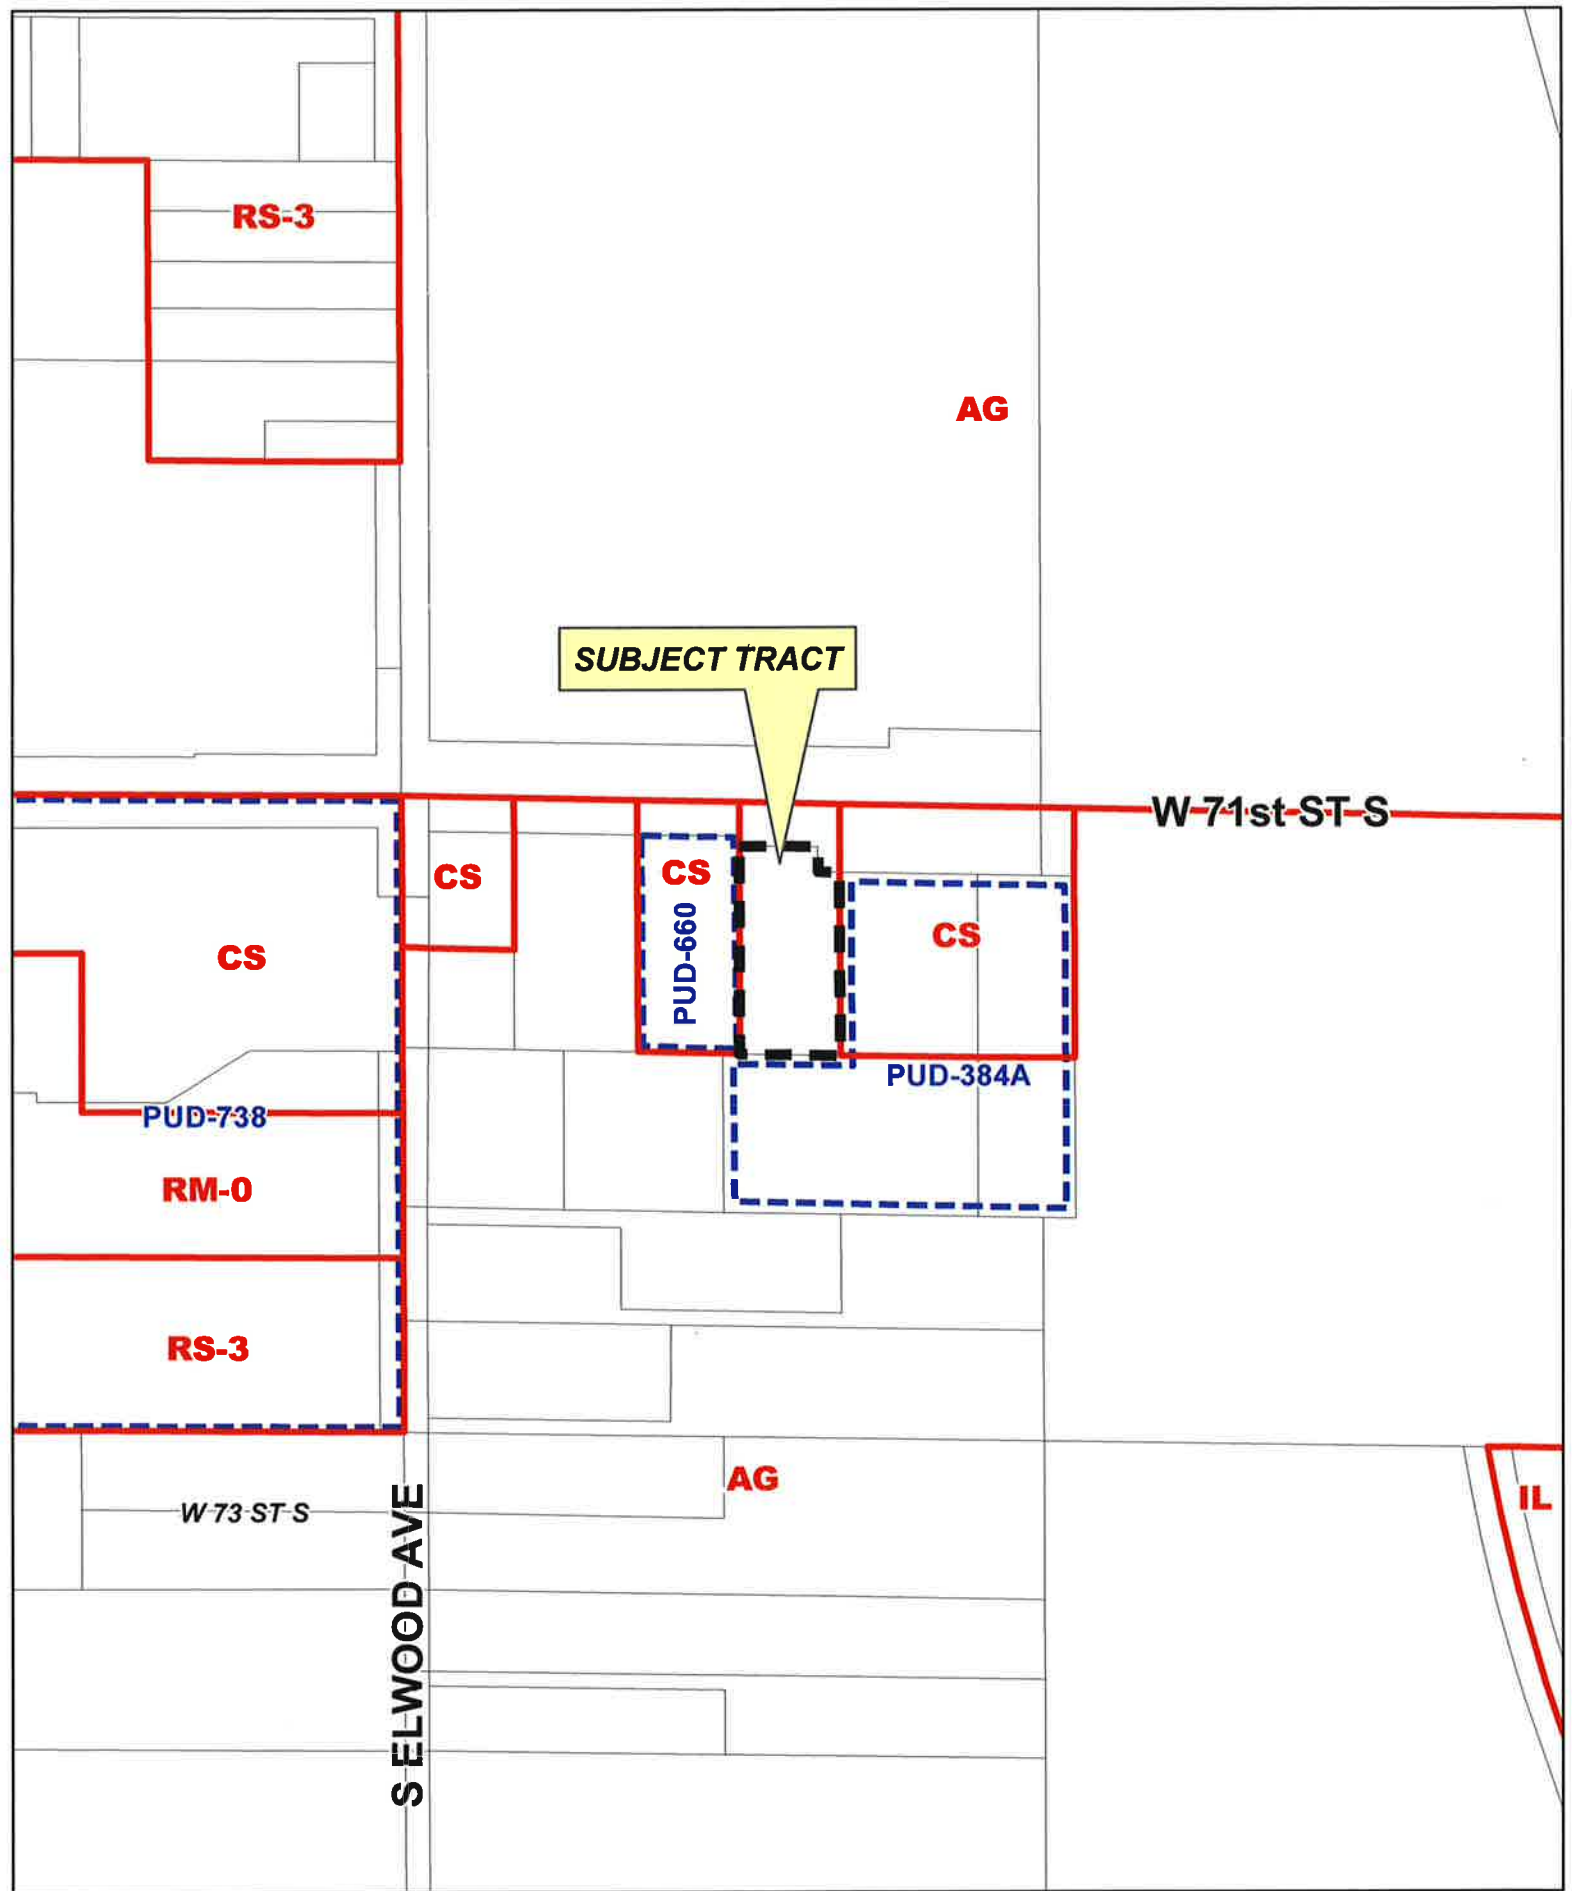 RS-3
AG
SUBJECT TRACT
W 71st ST S
CS
CS
PUD-660
CS
CS
PUD-384A
PUD-738
RM-0
RS-3
AG
IL
W 73 ST S
S ELWOOD AVE